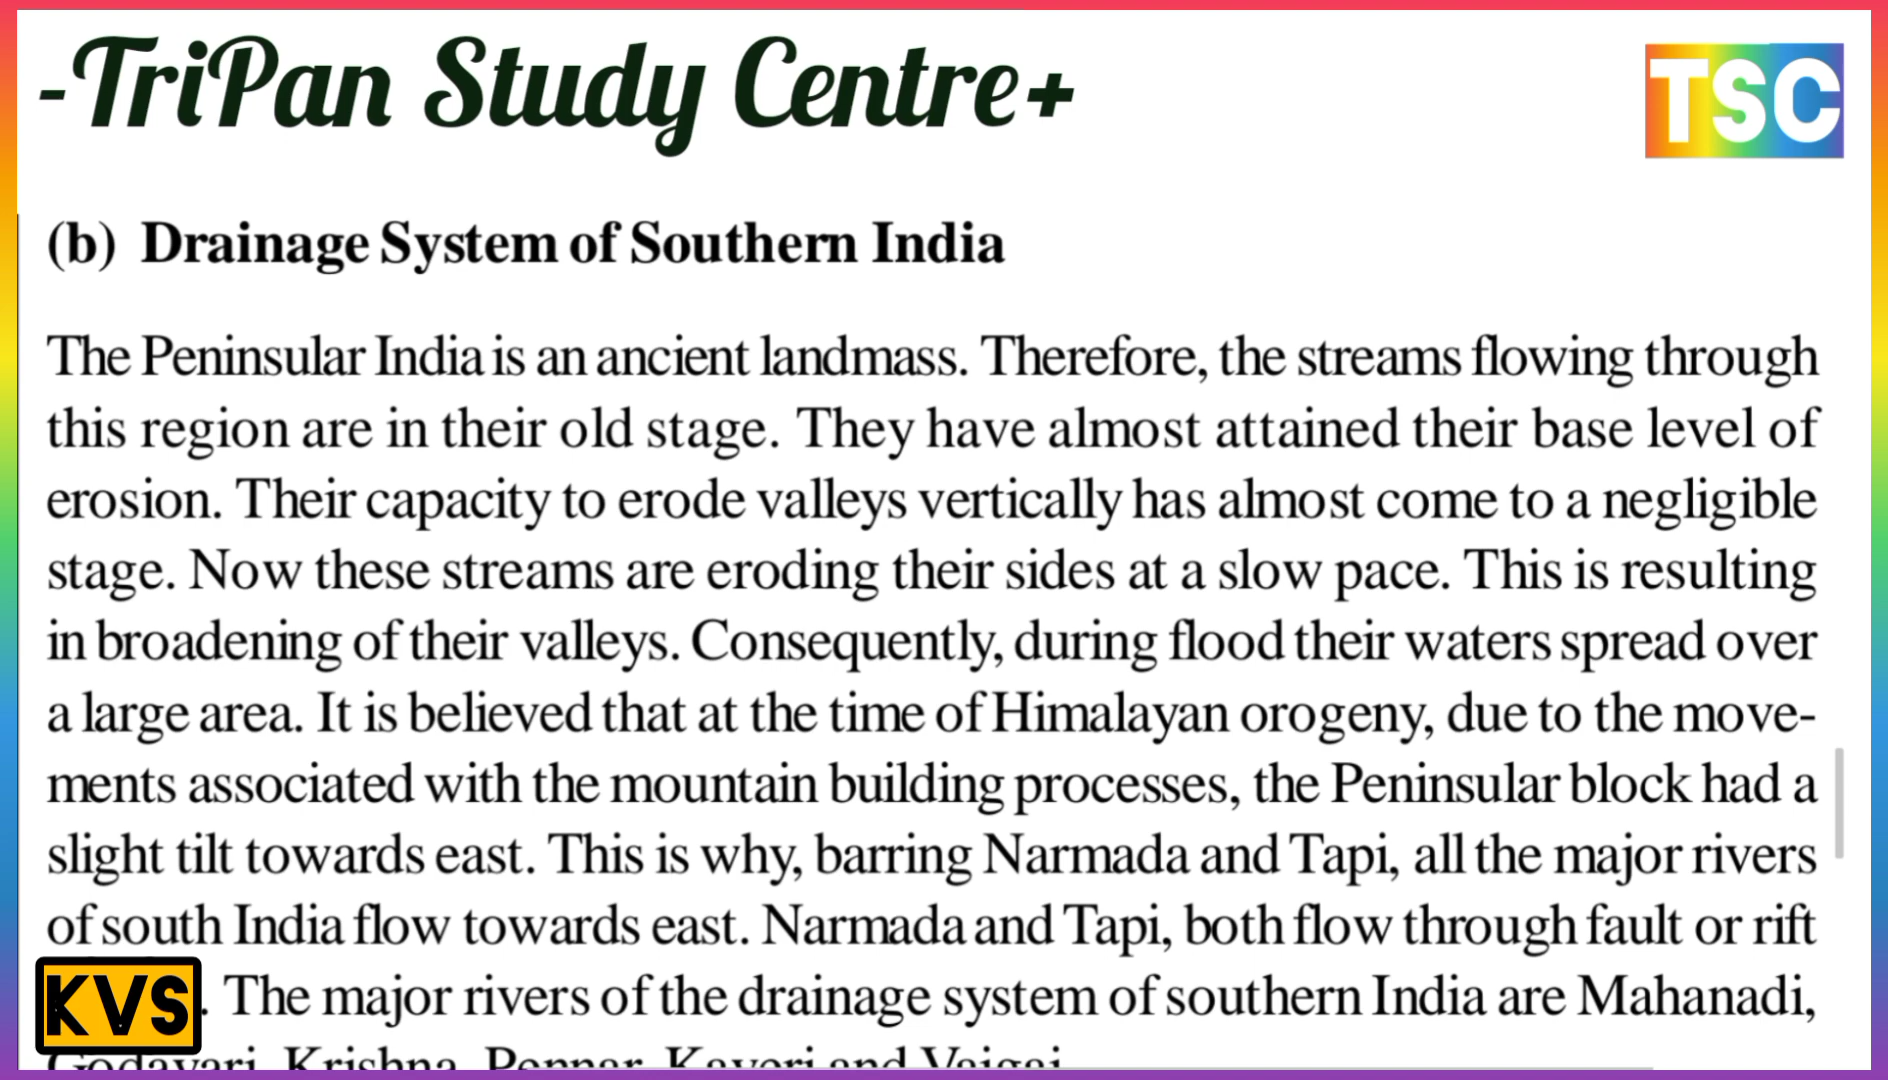 -TriPan Study Centre+
TSC
(b) Drainage System of Southern India
The Peninsular India is an ancient landmass. Therefore, the streams flowing through
this region are in their old stage. They have almost attained their base level of
erosion. Their capacity to erode valleys vertically has almost come to a negligible
stage. Now these streams are eroding their sides at a slow pace. This is resulting
in broadening of their valleys. Consequently, during flood their waters spread over
a large area. It is believed that at the time of Himalayan orogeny, due to the move-
ments associated with the mountain building processes, the Peninsular block had a
slight tilt towards east. This is why, barring Narmada and Tapi, all the major rivers
of south India flow towards east. Narmada and Tapi, both flow through fault or rift
. The major rivers of the drainage system of southern India are Mahanadi,
KVS
Godavari, Krishna, Pennar, Kaveri and Vaigai.